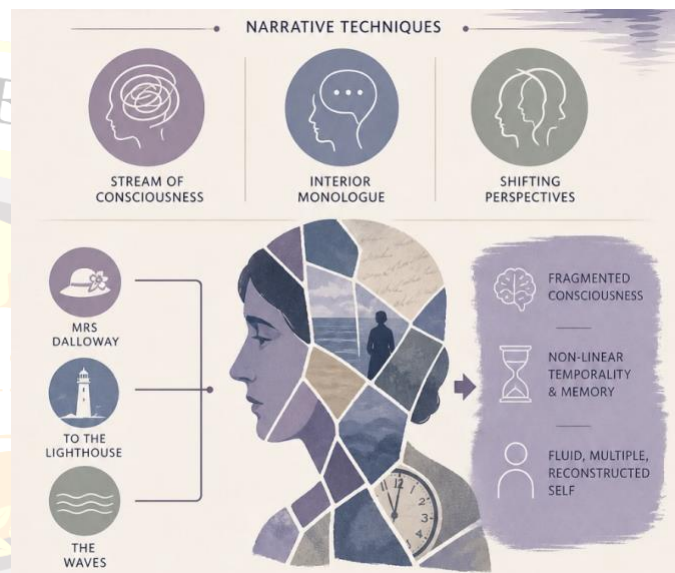 NARRATIVE TECHNIQUES
STREAM OF
CONSCIOUSNESS
INTERIOR
MONOLOGUE
SHIFTING
PERSPECTIVES
MRS
DALLOWAY
TO THE
LIGHTHOUSE
THE
WAVES
FRAGMENTED
CONSCIOUSNESS
NON-LINEAR
TEMPORALITY
& MEMORY
FLUID, MULTIPLE,
RECONSTRUCTED
SELF